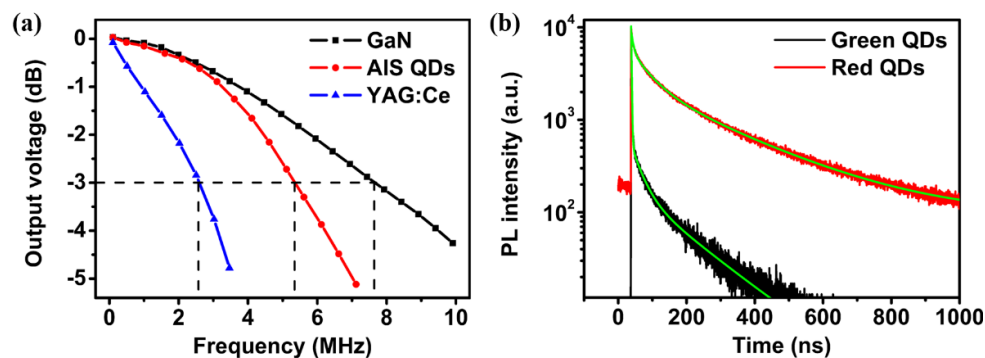 (a)
GaN
AIS QDs
YAG:Ce
Output voltage (dB)
0
-1
-2
-3
-4
-5
0 2 4 6 8 10
Frequency (MHz)
(b)
Green QDs
Red QDs
PL intensity (a.u.)
10^4
10^3
10^2
0 200 400 600 800 1000
Time (ns)